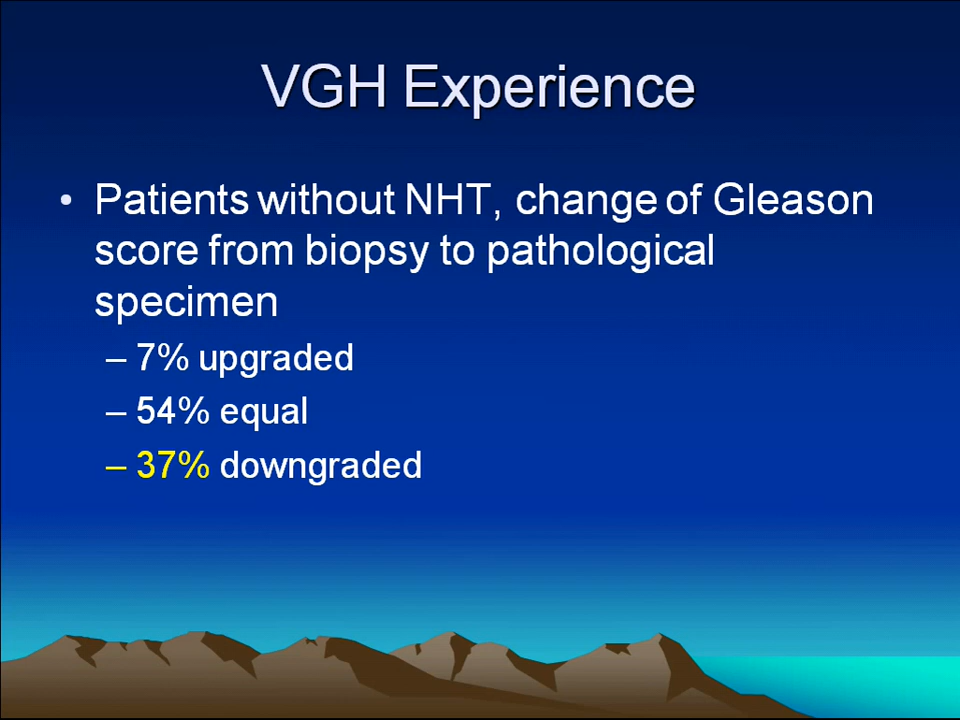 VGH Experience
• Patients without NHT, change of Gleason
score from biopsy to pathological
specimen
– 7% upgraded
– 54% equal
– 37% downgraded